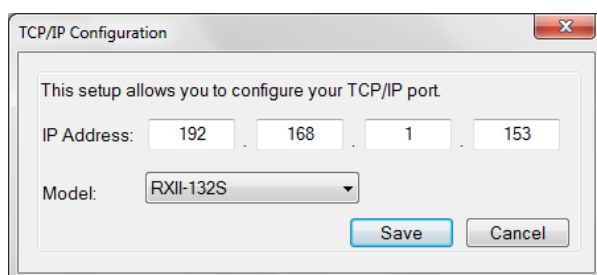 TCP/IP Configuration
This setup allows you to configure your TCP/IP port.
IP Address: 192 . 168 . 1 . 153
Model: RXII-132S
Save Cancel